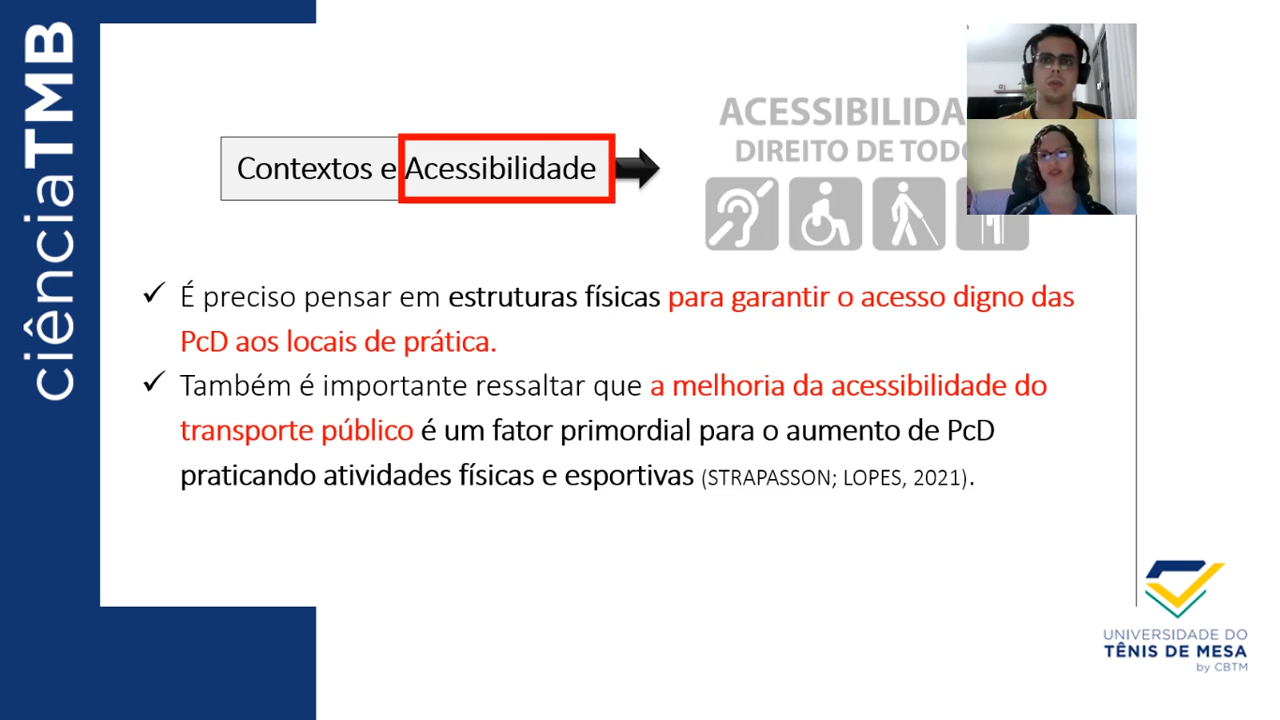 ciênciaTMB
ACESSIBILIDA
DIREITO DE TODO
Contextos e Acessibilidade
✓ É preciso pensar em estruturas físicas para garantir o acesso digno das
PcD aos locais de prática.
✓ Também é importante ressaltar que a melhoria da acessibilidade do
transporte público é um fator primordial para o aumento de PcD
praticando atividades físicas e esportivas (STRAPASSON; LOPES, 2021).
UNIVERSIDADE DO
TÊNIS DE MESA
by CBTM